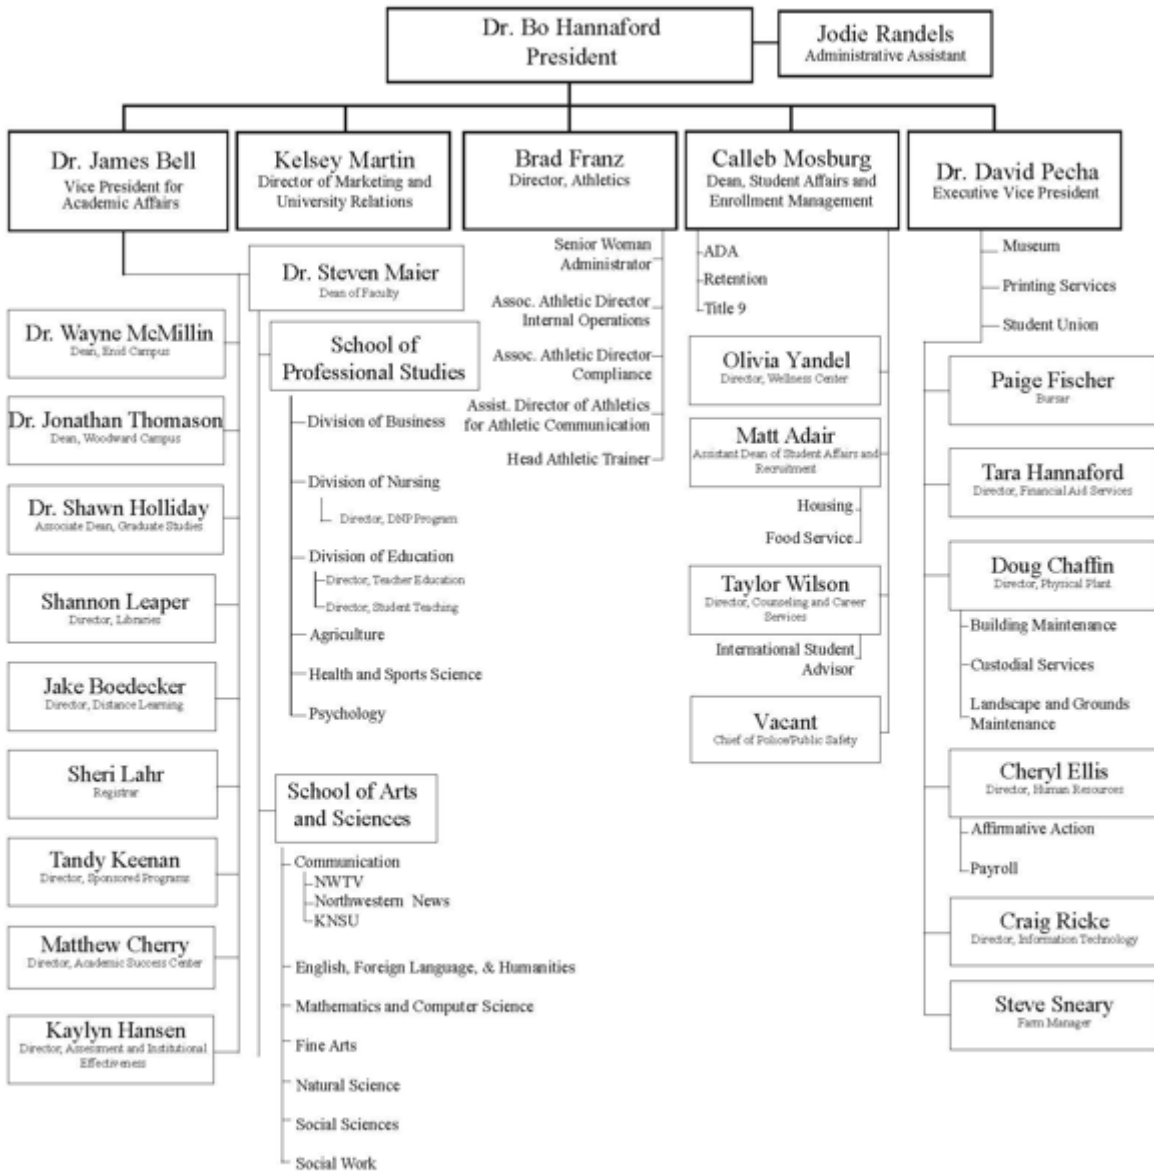 Dr. Bo Hannaford
President
Jodie Randels
Administrative Assistant
Dr. James Bell
Vice President for
Academic Affairs
Kelsey Martin
Director of Marketing and
University Relations
Brad Franz
Director, Athletics
Calleb Mosburg
Dean, Student Affairs and
Enrollment Management
Dr. David Pecha
Executive Vice President
Dr. Wayne McMillin
Dean, Enid Campus
Dr. Jonathan Thomason
Dean, Woodward Campus
Dr. Shawn Holliday
Associate Dean, Graduate Studies
Shannon Leaper
Director, Libraries
Jake Boedecker
Director, Distance Learning
Sheri Lahr
Registrar
Tandy Keenan
Director, Sponsored Programs
Matthew Cherry
Director, Academic Success Center
Kaylyn Hansen
Director, Assessment and Institutional
Effectiveness
Dr. Steven Maier
Dean of Faculty
School of
Professional Studies
Division of Business
Division of Nursing
Director, DNP Program
Division of Education
Director, Teacher Education
Director, Student Teaching
Agriculture
Health and Sports Science
Psychology
School of Arts
and Sciences
Communication
NWTV
Northwestern News
KNSU
English, Foreign Language, & Humanities
Mathematics and Computer Science
Fine Arts
Natural Science
Social Sciences
Social Work
Senior Woman
Administrator
Assoc. Athletic Director
Internal Operations
Assoc. Athletic Director
Compliance
Assist. Director of Athletics
for Athletic Communication
Head Athletic Trainer
ADA
Retention
Title 9
Olivia Yandel
Director, Wellness Center
Matt Adair
Assistant Dean of Student Affairs and
Recruitment
Housing
Food Service
Taylor Wilson
Director, Counseling and Career
Services
International Student
Advisor
Vacant
Chief of Police/Public Safety
Museum
Printing Services
Student Union
Paige Fischer
Bursar
Tara Hannaford
Director, Financial Aid Services
Doug Chaffin
Director, Physical Plant
Building Maintenance
Custodial Services
Landscape and Grounds
Maintenance
Cheryl Ellis
Director, Human Resources
Affirmative Action
Payroll
Craig Ricke
Director, Information Technology
Steve Sneary
Farm Manager